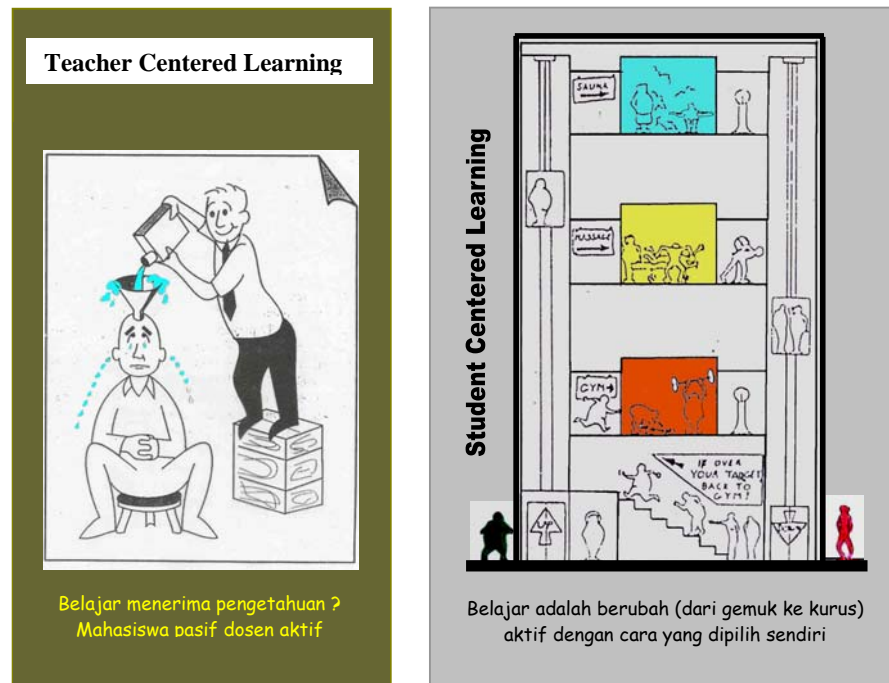 Teacher Centered Learning
Belajar menerima pengetahuan ?
Mahasiswa pasif dosen aktif
Student Centered Learning
SAUNA
MASSAGE
GYM
IF OVER
YOUR TARGET
BACK TO
GYM!
UP
Belajar adalah berubah (dari gemuk ke kurus)
aktif dengan cara yang dipilih sendiri